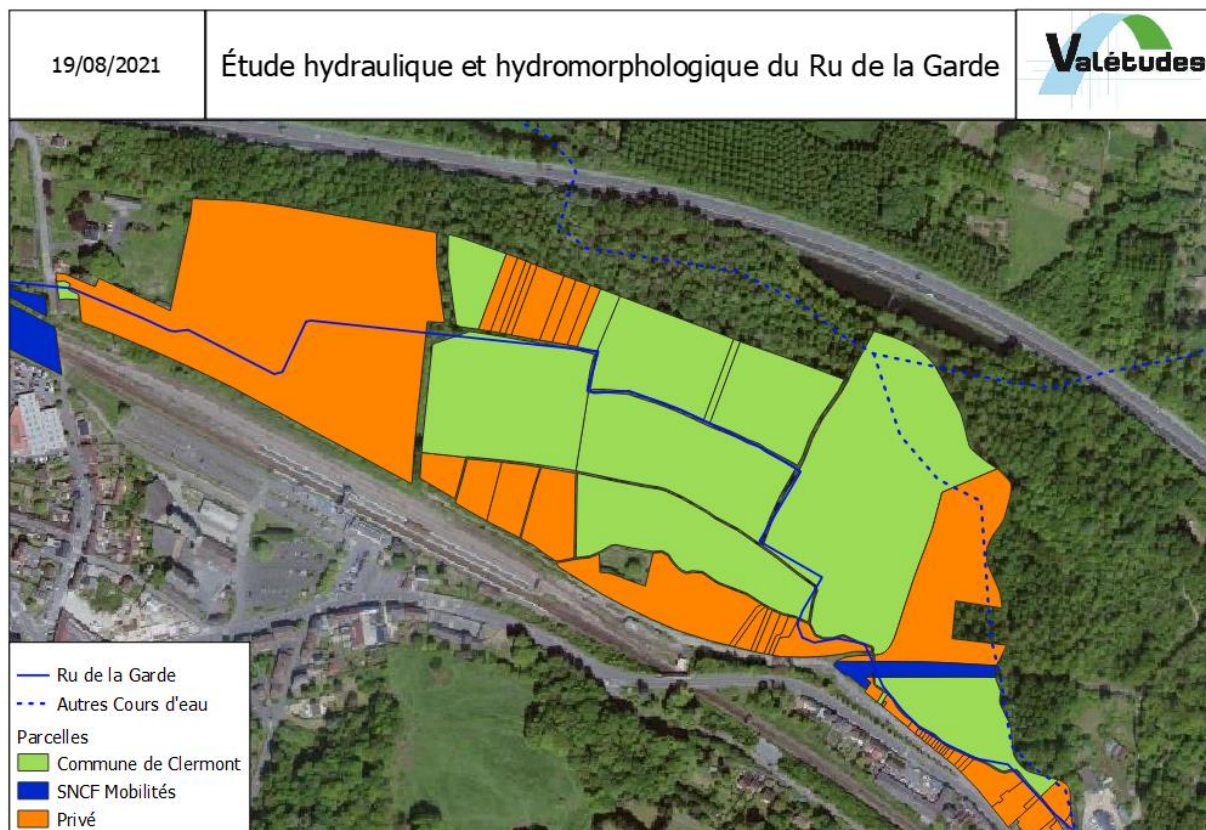 19/08/2021
Étude hydraulique et hydromorphologique du Ru de la Garde
Valétudes
Ru de la Garde
Autres Cours d'eau
Parcelles
Commune de Clermont
SNCF Mobilités
Privé